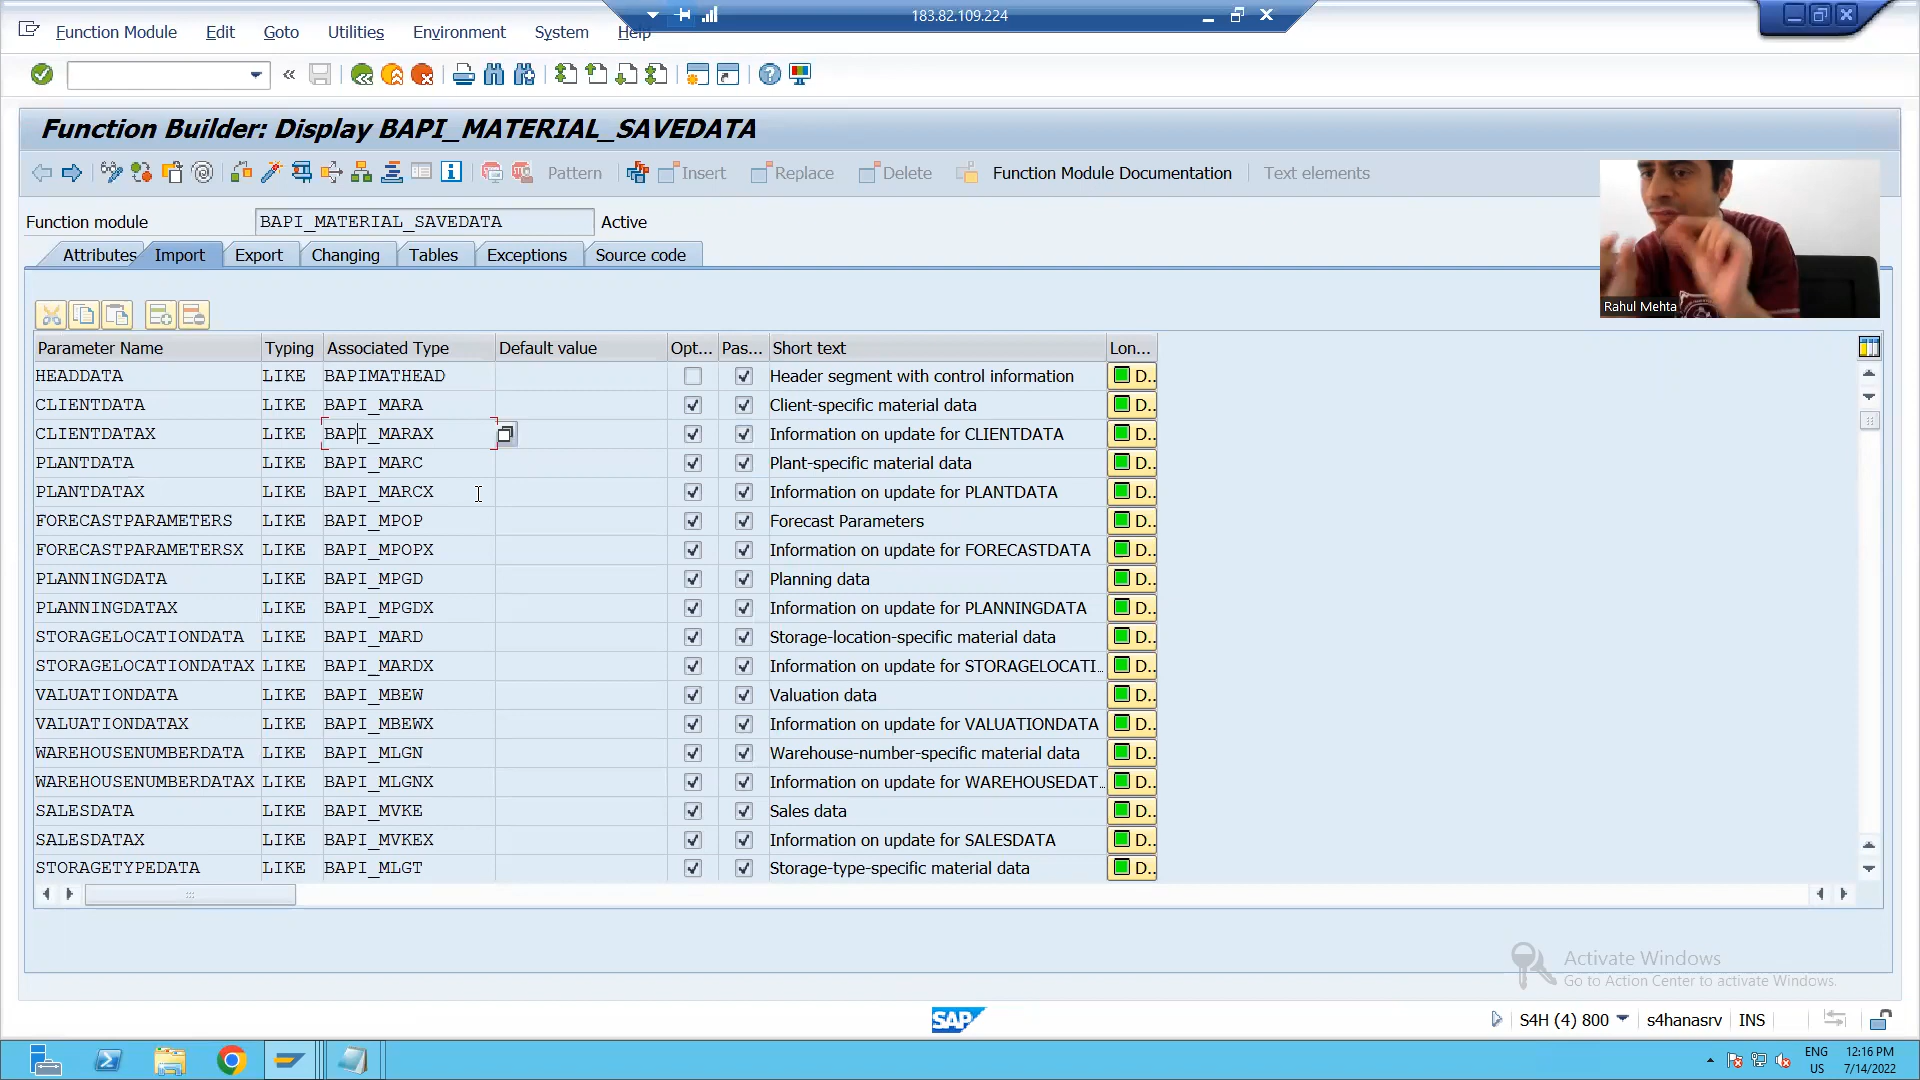 183.82.109.224
Function Module Edit Goto Utilities Environment System Help
Function Builder: Display BAPI_MATERIAL_SAVEDATA
Pattern Insert Replace Delete Function Module Documentation Text elements
Function module BAPI_MATERIAL_SAVEDATA Active
Attributes Import Export Changing Tables Exceptions Source code
Rahul Mehta
Parameter Name Typing Associated Type Default value Opt... Pas... Short text Lon...
HEADDATA LIKE BAPIMATHEAD Header segment with control information D..
CLIENTDATA LIKE BAPI_MARA Client-specific material data D..
CLIENTDATAX LIKE BAPI_MARAX Information on update for CLIENTDATA D..
PLANTDATA LIKE BAPI_MARC Plant-specific material data D..
PLANTDATAX LIKE BAPI_MARCX Information on update for PLANTDATA D..
FORECASTPARAMETERS LIKE BAPI_MPOP Forecast Parameters D..
FORECASTPARAMETERSX LIKE BAPI_MPOPX Information on update for FORECASTDATA D..
PLANNINGDATA LIKE BAPI_MPGD Planning data D..
PLANNINGDATAX LIKE BAPI_MPGDX Information on update for PLANNINGDATA D..
STORAGELOCATIONDATA LIKE BAPI_MARD Storage-location-specific material data D..
STORAGELOCATIONDATAX LIKE BAPI_MARDX Information on update for STORAGELOCATI... D..
VALUATIONDATA LIKE BAPI_MBEW Valuation data D..
VALUATIONDATAX LIKE BAPI_MBEWX Information on update for VALUATIONDATA D..
WAREHOUSENUMBERDATA LIKE BAPI_MLGN Warehouse-number-specific material data D..
WAREHOUSENUMBERDATAX LIKE BAPI_MLGNX Information on update for WAREHOUSEDAT... D..
SALESDATA LIKE BAPI_MVKE Sales data D..
SALESDATAX LIKE BAPI_MVKEX Information on update for SALESDATA D..
STORAGETYPEDATA LIKE BAPI_MLGT Storage-type-specific material data D..
Activate Windows
Go to Action Center to activate Windows.
SAP S4H (4) 800 s4hanasrv INS
ENG 12:16 PM
US 7/14/2022